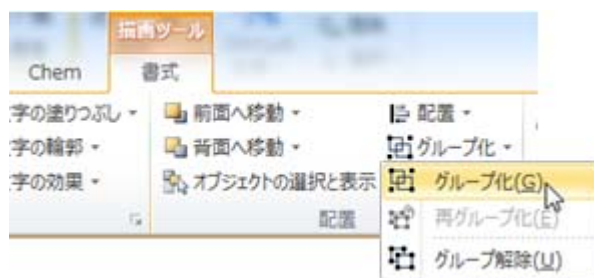 描画ツール
Chem 書式
字の塗りつぶし 前面へ移動 配置
字の輪郭 背面へ移動 グループ化
字の効果 オブジェクトの選択と表示 グループ化(G)
配置 再グループ化(E)
グループ解除(U)